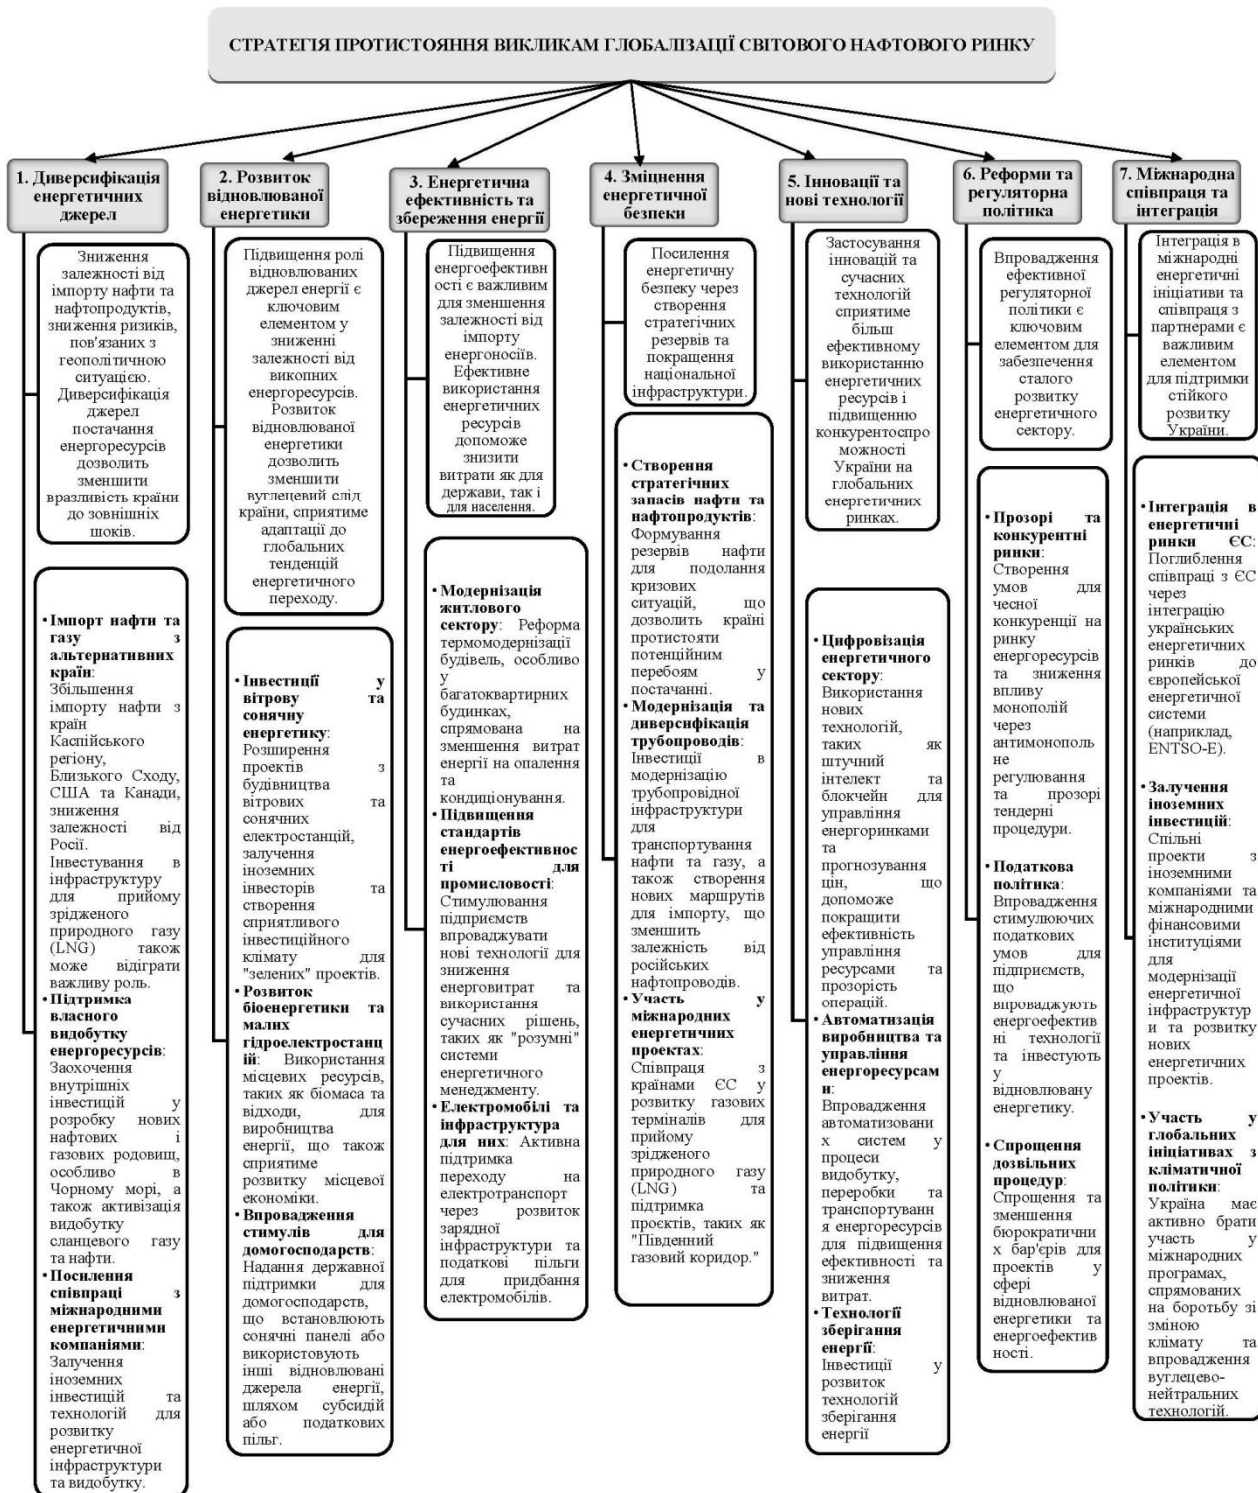 СТРАТЕГІЯ ПРОТИСТОЯННЯ ВИКЛИКАМ ГЛОБАЛІЗАЦІЇ СВІТОВОГО НАФТОВОГО РИНКУ
1. Диверсифікація
енергетичних
джерел
Зниження
залежності від
імпорту нафти та
нафтопродуктів,
зниження ризиків,
пов'язаних з
геополітичною
ситуацією.
Диверсифікація
джерел
постачання
енергоресурсів
дозволить
зменшити
вразливість країни
до зовнішніх
шоків.
• Імпорт нафти та
газу з
альтернативних
країн:
Збільшення
імпорту нафти з
країн
Каспійського
регіону,
Близького Сходу,
США та Канади,
зниження
залежності від
Росії.
Інвестування в
інфраструктуру
для прийому
зрідженого
природного газу
(LNG) також
може відіграти
важливу роль.
• Підтримка
власного
видобутку
енергоресурсів:
Заохочення
внутрішніх
інвестицій у
розробку нових
нафтових і
газових родовищ,
особливо в
Чорному морі, а
також активізація
видобутку
сланцевого газу
та нафти.
• Посилення
співпраці з
міжнародними
енергетичними
компаніями:
Залучення
іноземних
інвестицій та
технологій для
розвитку
енергетичної
інфраструктури
та видобутку.
2. Розвиток
відновлюваної
енергетики
Підвищення ролі
відновлюваних
джерел енергії є
ключовим
елементом у
зниженні
залежності від
викопних
енергоресурсів.
Розвиток
відновлюваної
енергетики
дозволить
зменшити
вуглецевий слід
країни, сприятиме
адаптації до
глобальних
тенденцій
енергетичного
переходу.
• Інвестиції у
вітрову та
сонячну
енергетику:
Розширення
проектів з
будівництва
вітрових та
сонячних
електростанцій,
залучення
іноземних
інвесторів та
створення
сприятливого
інвестиційного
клімату для
"зелених" проектів.
• Розвиток
біоенергетики та
малих
гідроелектростанц
ій: Використання
місцевих ресурсів,
таких як біомаса та
відходи, для
виробництва
енергії, що також
сприятиме
розвитку місцевої
економіки.
• Впровадження
стимулів для
домогосподарств:
Надання державної
підтримки для
домогосподарств,
що встановлюють
сонячні панелі або
використовують
інші відновлювані
джерела енергії,
шляхом субсидій
або податкових
пільг.
3. Енергетична
ефективність та
збереження енергії
Підвищення
енергоефективн
ості є важливим
для зменшення
залежності від
імпорту
енергоносіїв.
Ефективне
використання
енергетичних
ресурсів
допоможе
знизити
витрати як для
держави, так і
для населення.
• Модернізація
житлового
сектору: Реформа
термомодернізації
будівель, особливо
у
багатоквартирних
будинках,
спрямована на
зменшення витрат
енергії на опалення
та
кондиціонування.
• Підвищення
стандартів
енергоефективнос
ті для
промисловості:
Стимулювання
підприємств
впроваджувати
нові технології для
зниження
енерговитрат та
використання
сучасних рішень,
таких як "розумні"
системи
енергетичного
менеджменту.
• Електромобілі та
інфраструктура
для них: Активна
підтримка
переходу на
електротранспорт
через розвиток
зарядної
інфраструктури та
податкові пільги
для придбання
електромобілів.
4. Зміцнення
енергетичної
безпеки
Посилення
енергетичну
безпеку через
створення
стратегічних
резервів та
покращення
національної
інфраструктури.
• Створення
стратегічних
запасів нафти та
нафтопродуктів:
Формування
резервів нафти
для подолання
кризових
ситуацій, що
дозволить країні
протистояти
потенційним
перебоям у
постачанні.
• Модернізація та
диверсифікація
трубопроводів:
Інвестиції в
модернізацію
трубопровідної
інфраструктури
для
транспортування
нафти та газу, а
також створення
нових маршрутів
для імпорту, що
зменшить
залежність від
російських
нафтопроводів.
• Участь у
міжнародних
енергетичних
проектах:
Співпраця з
країнами ЄС у
розвитку газових
терміналів для
прийому
зрідженого
природного газу
(LNG) та
підтримка
проєктів, таких як
"Південний
газовий коридор."
5. Інновації та
нові технології
Застосування
інновацій та
сучасних
технологій
сприятиме
більш
ефективному
використанню
енергетичних
ресурсів і
підвищенню
конкурентоспро
можності
України на
глобальних
енергетичних
ринках.
• Цифровізація
енергетичного
сектору:
Використання
нових
технологій,
таких як
штучний
інтелект та
блокчейн для
управління
енергоринками
та
прогнозування
цін, що
допоможе
покращити
ефективність
управління
ресурсами та
прозорість
операцій.
• Автоматизація
виробництва та
управління
енергоресурсам
и:
Впровадження
автоматизовани
х систем у
процеси
видобутку,
переробки та
транспортуванн
я енергоресурсів
для підвищення
ефективності та
зниження
витрат.
• Технології
зберігання
енергії:
Інвестиції у
розвиток
технологій
зберігання
енергії
6. Реформи та
регуляторна
політика
Впровадження
ефективної
регуляторної
політики є
ключовим
елементом для
забезпечення
сталого
розвитку
енергетичного
сектору.
• Прозорі та
конкурентні
ринки:
Створення
умов для
чесної
конкуренції на
ринку
енергоресурсів
та зниження
впливу
монополій
через
антимонополь
не
регулювання
та прозорі
тендерні
процедури.
• Податкова
політика:
Впровадження
стимулюючих
податкових
умов для
підприємств,
що
впроваджують
енергоефектив
ні технології
та інвестують
у
відновлювану
енергетику.
• Спрощення
дозвільних
процедур:
Спрощення та
зменшення
бюрократични
х бар'єрів для
проектів у
сфері
відновлюваної
енергетики та
енергоефектив
ності.
7. Міжнародна
співпраця та
інтеграція
Інтеграція в
міжнародні
енергетичні
ініціативи та
співпраця з
партнерами є
важливим
елементом
для підтримки
стійкого
розвитку
України.
• Інтеграція в
енергетичні
ринки ЄС:
Поглиблення
співпраці з ЄС
через
інтеграцію
українських
енергетичних
ринків до
європейської
енергетичної
системи
(наприклад,
ENTSO-E).
• Залучення
іноземних
інвестицій:
Спільні
проекти з
іноземними
компаніями та
міжнародними
фінансовими
інституціями
для
модернізації
енергетичної
інфраструктур
и та розвитку
нових
енергетичних
проектів.
• Участь у
глобальних
ініціативах з
кліматичної
політики:
Україна має
активно брати
участь у
міжнародних
програмах,
спрямованих
на боротьбу зі
зміною
клімату та
впровадження
вуглецево-
нейтральних
технологій.